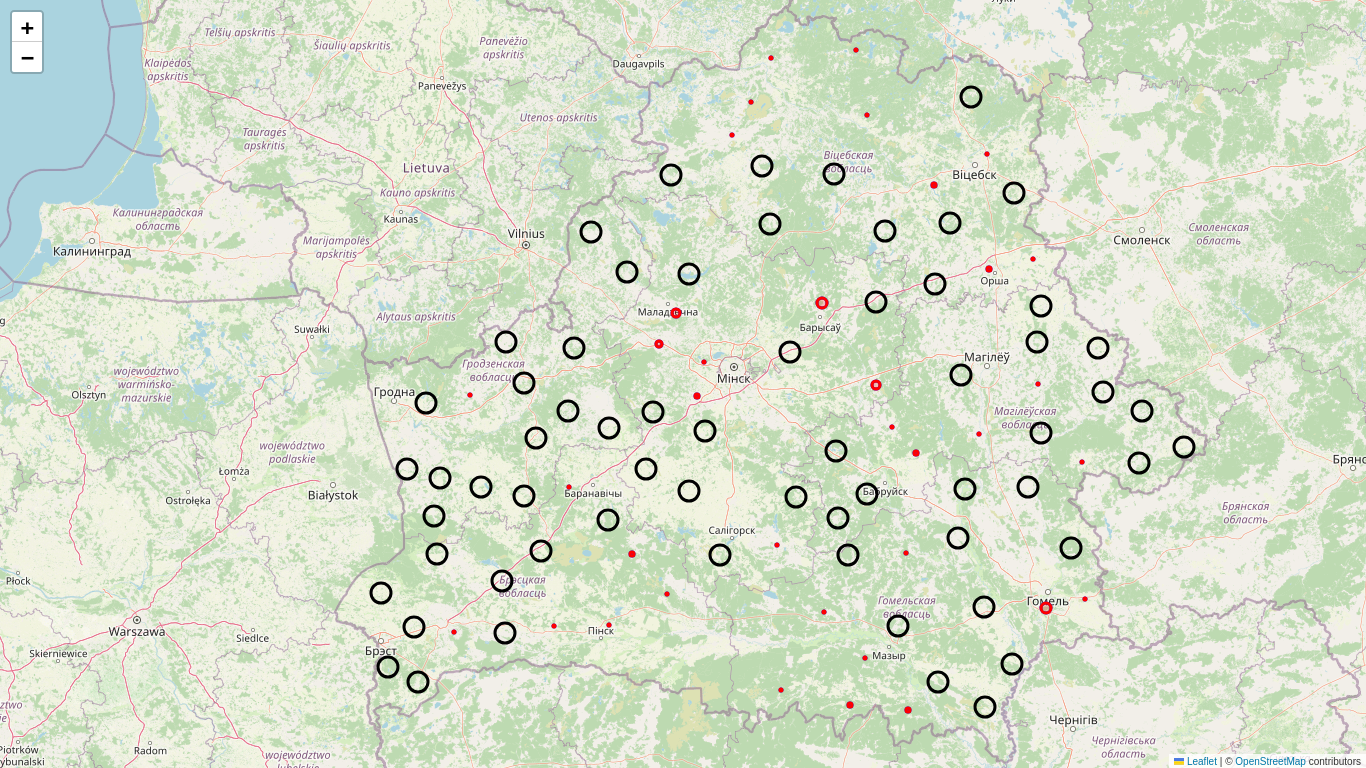 +
−
Telšių apskritis
Šiaulių apskritis
Panevėžio
apskritis
Klaipėdos
apskritis
Daugavpils
Panevėžys
Utenos apskritis
Tauragės
apskritis
Lietuva
Kauno apskritis
Віцебская
вобласць
Віцебск
Калининградская
область
Kaunas
Vilnius
Marijampolės
apskritis
Калининград
Смоленск
Смоленская
область
Орша
Alytaus apskritis
Suwałki
Маладзечна
Барысаў
Магілёў
Гродзенская
вобласць
województwo
warmińsko-
mazurskie
Olsztyn
Гродна
Мінск
Магілёўская
вобласць
województwo
podlaskie
Łomża
Ostrołęka
Białystok
Баранавічы
Бабруйск
Салігорск
Брянская
область
Płock
Брэсцкая
вобласць
Гомельская
вобласць
Гомель
Warszawa
Siedlce
Skierniewice
Брэст
Пінск
Мазыр
Radom
województwo
Чернігів
Чернігівська
область
Leaflet | © OpenStreetMap contributors